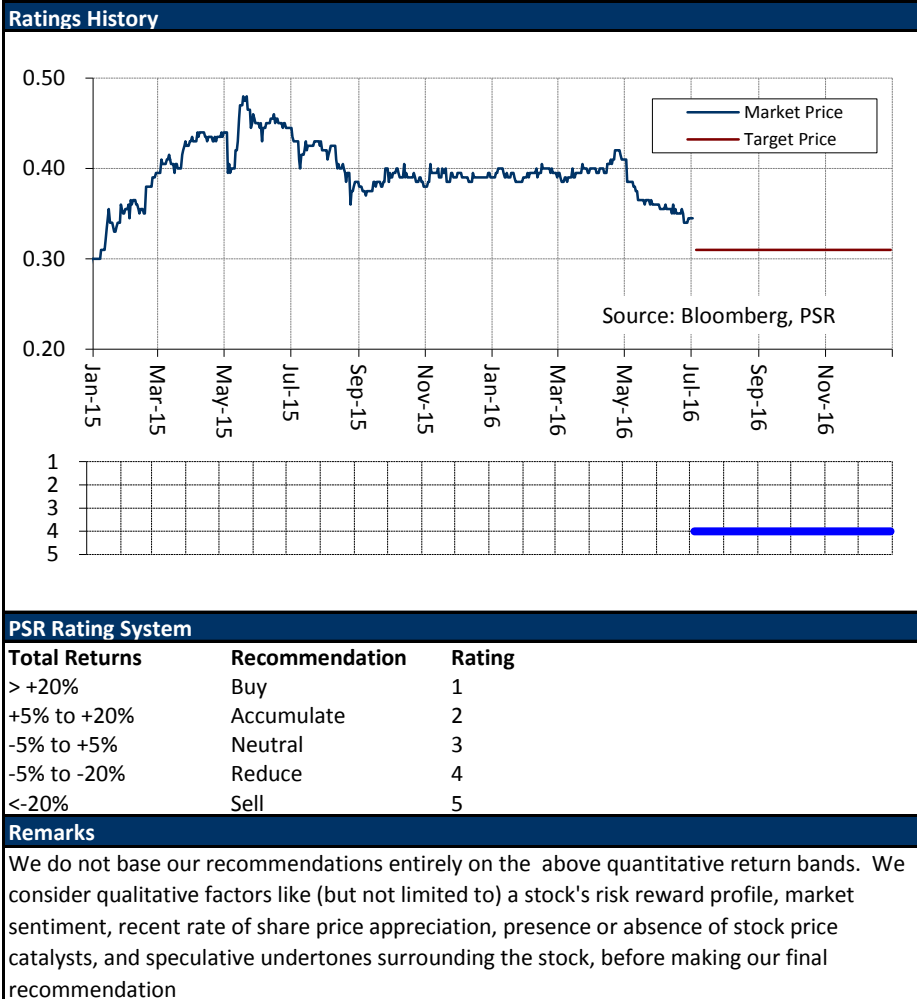 Ratings History
0.50
Market Price
Target Price
0.40
0.30
Source: Bloomberg, PSR
0.20
Jan-15
Mar-15
May-15
Jul-15
Sep-15
Nov-15
Jan-16
Mar-16
May-16
Jul-16
Sep-16
Nov-16
1
2
3
4
5
PSR Rating System
Total Returns Recommendation Rating
> +20% Buy 1
+5% to +20% Accumulate 2
-5% to +5% Neutral 3
-5% to -20% Reduce 4
<-20% Sell 5
Remarks
We do not base our recommendations entirely on the above quantitative return bands. We
consider qualitative factors like (but not limited to) a stock's risk reward profile, market
sentiment, recent rate of share price appreciation, presence or absence of stock price
catalysts, and speculative undertones surrounding the stock, before making our final
recommendation